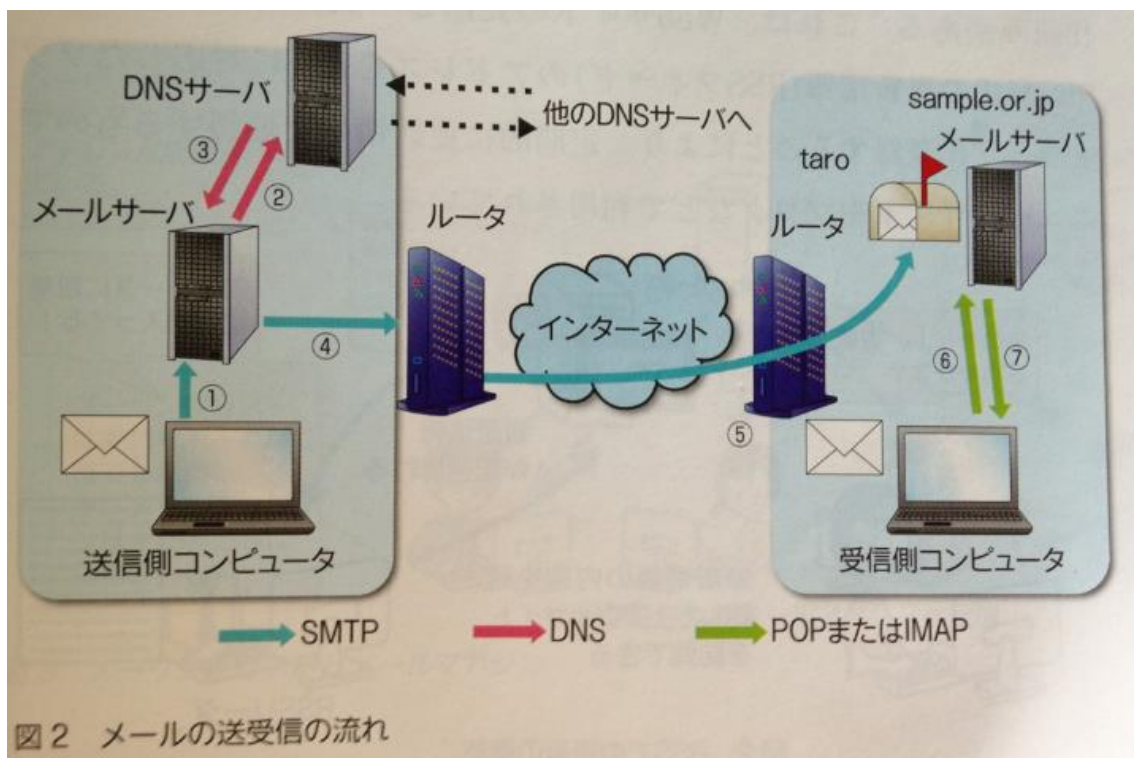 DNSサーバ
他のDNSサーバへ
③
②
メールサーバ
ルータ
④
①
送信側コンピュータ
インターネット
sample.or.jp
メールサーバ
taro
ルータ
⑤
⑥
⑦
受信側コンピュータ
SMTP
DNS
POPまたはIMAP
図2 メールの送受信の流れ